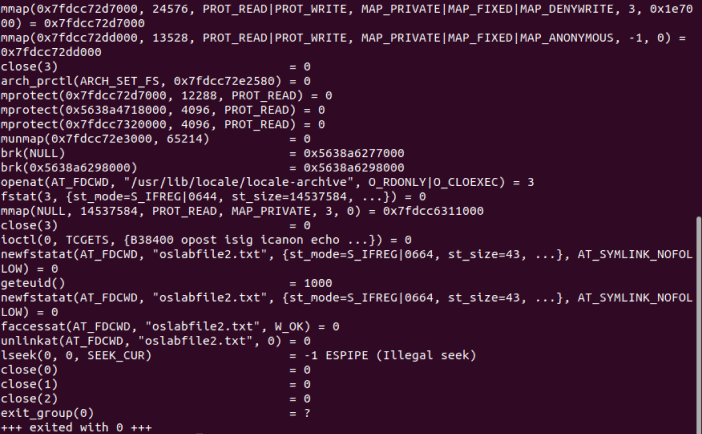 mmap(0x7fdcc72d7000, 24576, PROT_READ|PROT_WRITE, MAP_PRIVATE|MAP_FIXED|MAP_DENYWRITE, 3, 0x1e70
00) = 0x7fdcc72d7000
mmap(0x7fdcc72dd000, 13528, PROT_READ|PROT_WRITE, MAP_PRIVATE|MAP_FIXED|MAP_ANONYMOUS, -1, 0) =
0x7fdcc72dd000
close(3)                                = 0
arch_prctl(ARCH_SET_FS, 0x7fdcc72e2580) = 0
mprotect(0x7fdcc72d7000, 12288, PROT_READ) = 0
mprotect(0x5638a4718000, 4096, PROT_READ) = 0
mprotect(0x7fdcc7320000, 4096, PROT_READ) = 0
munmap(0x7fdcc72e3000, 65214)           = 0
brk(NULL)                               = 0x5638a6277000
brk(0x5638a6298000)                     = 0x5638a6298000
openat(AT_FDCWD, "/usr/lib/locale/locale-archive", O_RDONLY|O_CLOEXEC) = 3
fstat(3, {st_mode=S_IFREG|0644, st_size=14537584, ...}) = 0
mmap(NULL, 14537584, PROT_READ, MAP_PRIVATE, 3, 0) = 0x7fdcc6311000
close(3)                                = 0
ioctl(0, TCGETS, {B38400 opost isig icanon echo ...}) = 0
newfstatat(AT_FDCWD, "oslabfile2.txt", {st_mode=S_IFREG|0664, st_size=43, ...}, AT_SYMLINK_NOFOL
LOW) = 0
geteuid()                               = 1000
newfstatat(AT_FDCWD, "oslabfile2.txt", {st_mode=S_IFREG|0664, st_size=43, ...}, AT_SYMLINK_NOFOL
LOW) = 0
faccessat(AT_FDCWD, "oslabfile2.txt", W_OK) = 0
unlinkat(AT_FDCWD, "oslabfile2.txt", 0) = 0
lseek(0, 0, SEEK_CUR)                   = -1 ESPIPE (Illegal seek)
close(0)                                = 0
close(1)                                = 0
close(2)                                = 0
exit_group(0)                           = ?
+++ exited with 0 +++